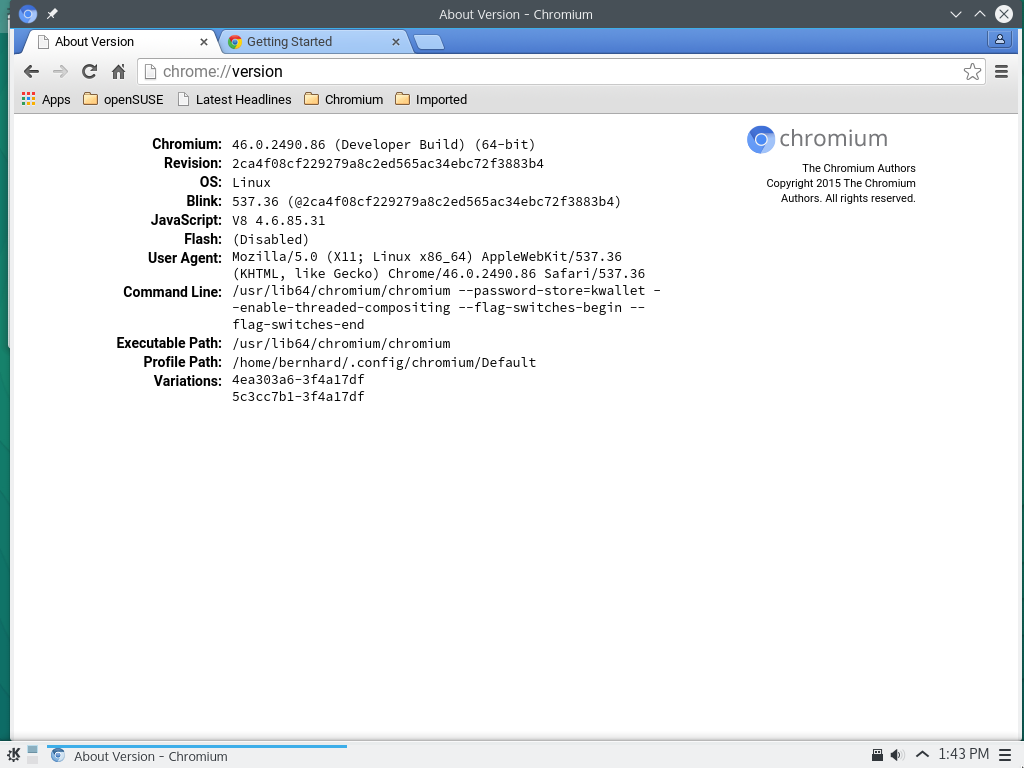 About Version – Chromium
About Version
Getting Started
chrome://version
Apps
openSUSE
Latest Headlines
Chromium
Imported
chromium
The Chromium Authors
Copyright 2015 The Chromium
Authors. All rights reserved.
Chromium: 46.0.2490.86 (Developer Build) (64-bit)
Revision: 2ca4f08cf229279a8c2ed565ac34ebc72f3883b4
OS: Linux
Blink: 537.36 (@2ca4f08cf229279a8c2ed565ac34ebc72f3883b4)
JavaScript: V8 4.6.85.31
Flash: (Disabled)
User Agent: Mozilla/5.0 (X11; Linux x86_64) AppleWebKit/537.36
(KHTML, like Gecko) Chrome/46.0.2490.86 Safari/537.36
Command Line: /usr/lib64/chromium/chromium --password-store=kwallet -
-enable-threaded-compositing --flag-switches-begin --
flag-switches-end
Executable Path: /usr/lib64/chromium/chromium
Profile Path: /home/bernhard/.config/chromium/Default
Variations: 4ea303a6-3f4a17df
5c3cc7b1-3f4a17df
About Version – Chromium
1:43 PM